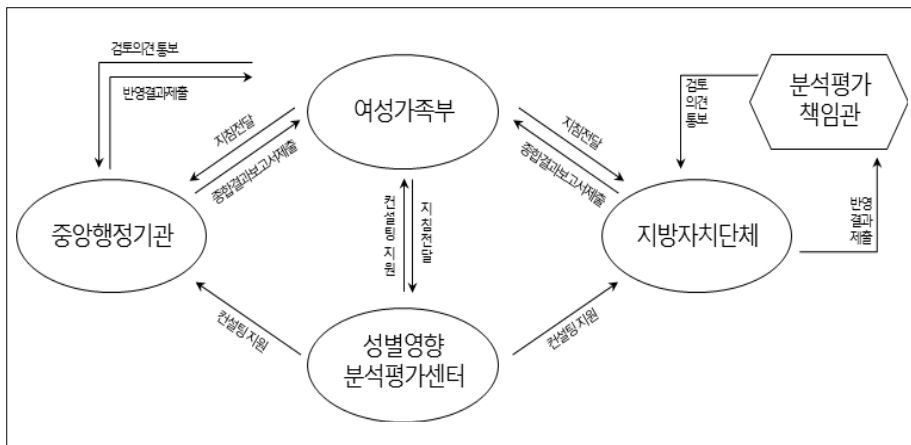 검토의견 통보
반영결과제출
여성가족부
검토
의견
통보
분석평가
책임관
지침전달
종합결과보고서제출
지침전달
종합결과보고서제출
중앙행정기관
컨설팅 지원
지침전달
지방자치단체
반영
결과
제출
컨설팅 지원
성별영향
분석평가센터
컨설팅 지원